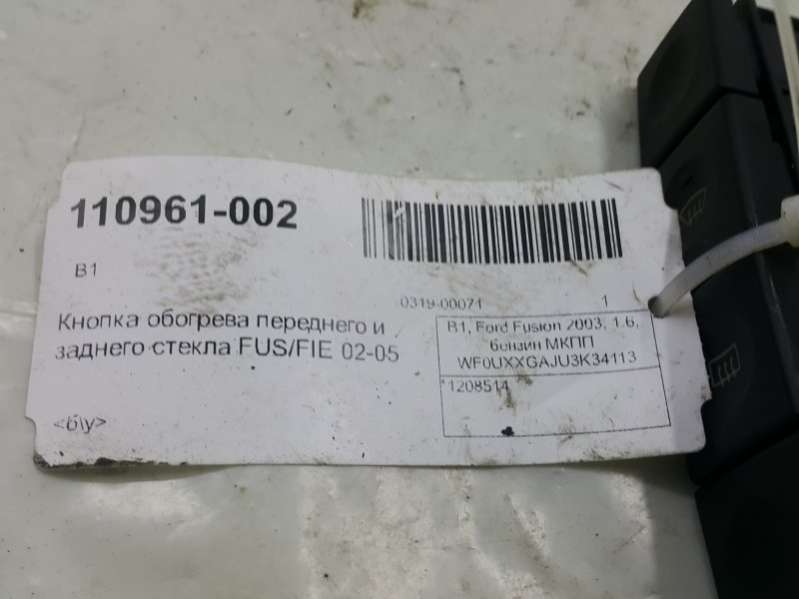 110961-002
B1
0319-00071 1
Кнопка обогрева переднего и
заднего стекла FUS/FIE 02-05
<б/у>
B1, Ford Fusion 2003, 1.6,
бензин МКПП
WF0UXXGAJU3K34113
1208514